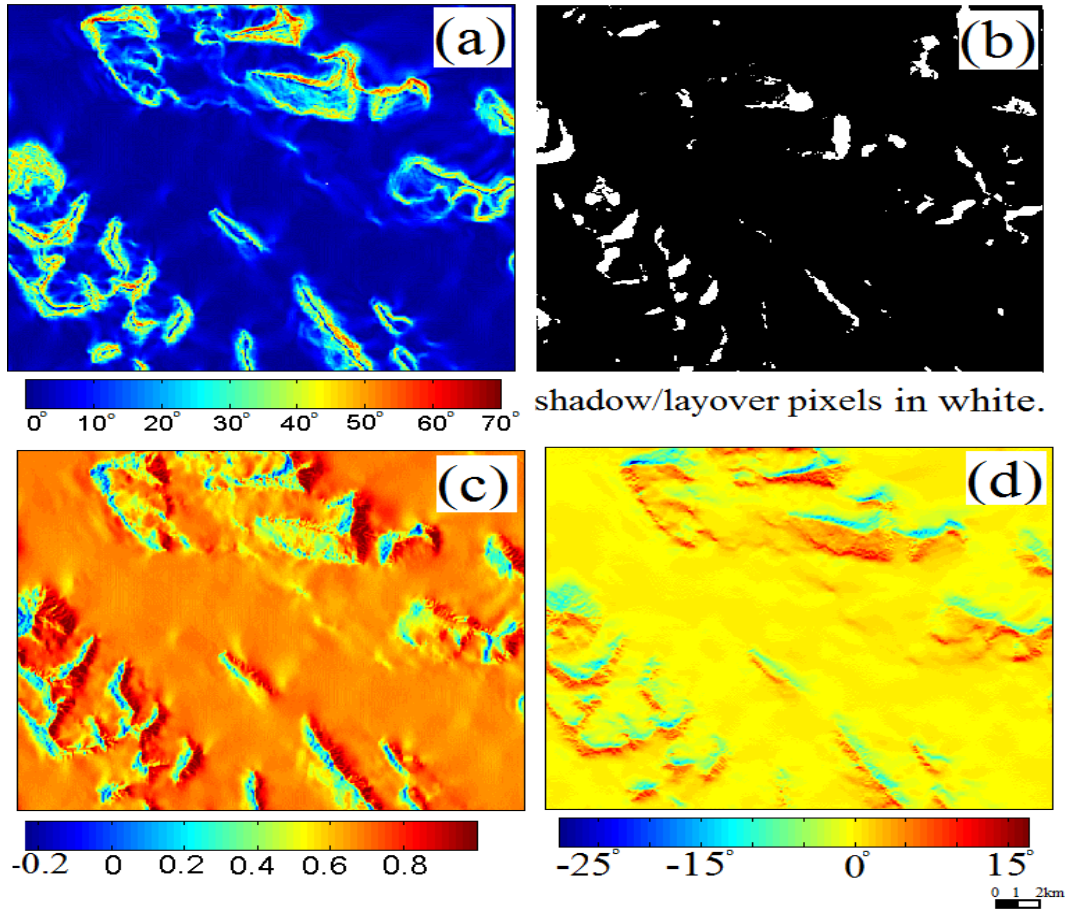 (a)
(b)
0° 10° 20° 30° 40° 50° 60° 70°
shadow/layover pixels in white.
(c)
(d)
-0.2 0 0.2 0.4 0.6 0.8
-25° -15° 0° 15°
0 1 2km